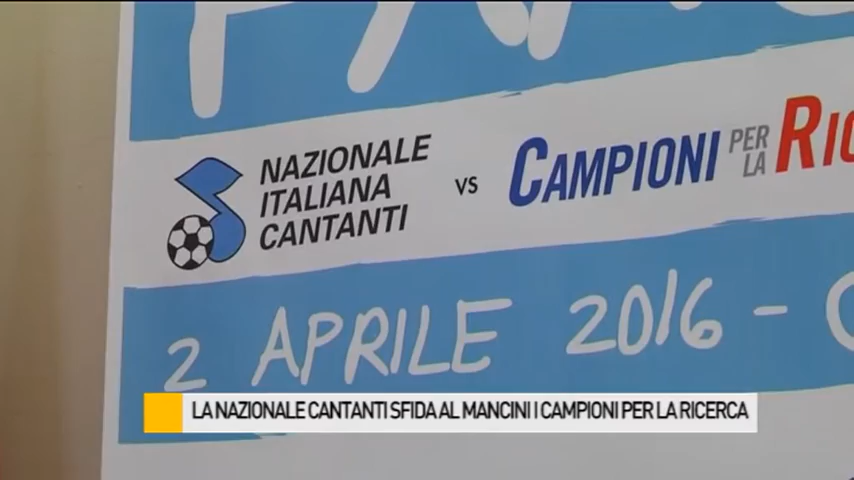 NAZIONALE
ITALIANA
CANTANTI
vs
CAMPIONI PER LA
2 APRILE 2016 -
LA NAZIONALE CANTANTI SFIDA AL MANCINI I CAMPIONI PER LA RICERCA